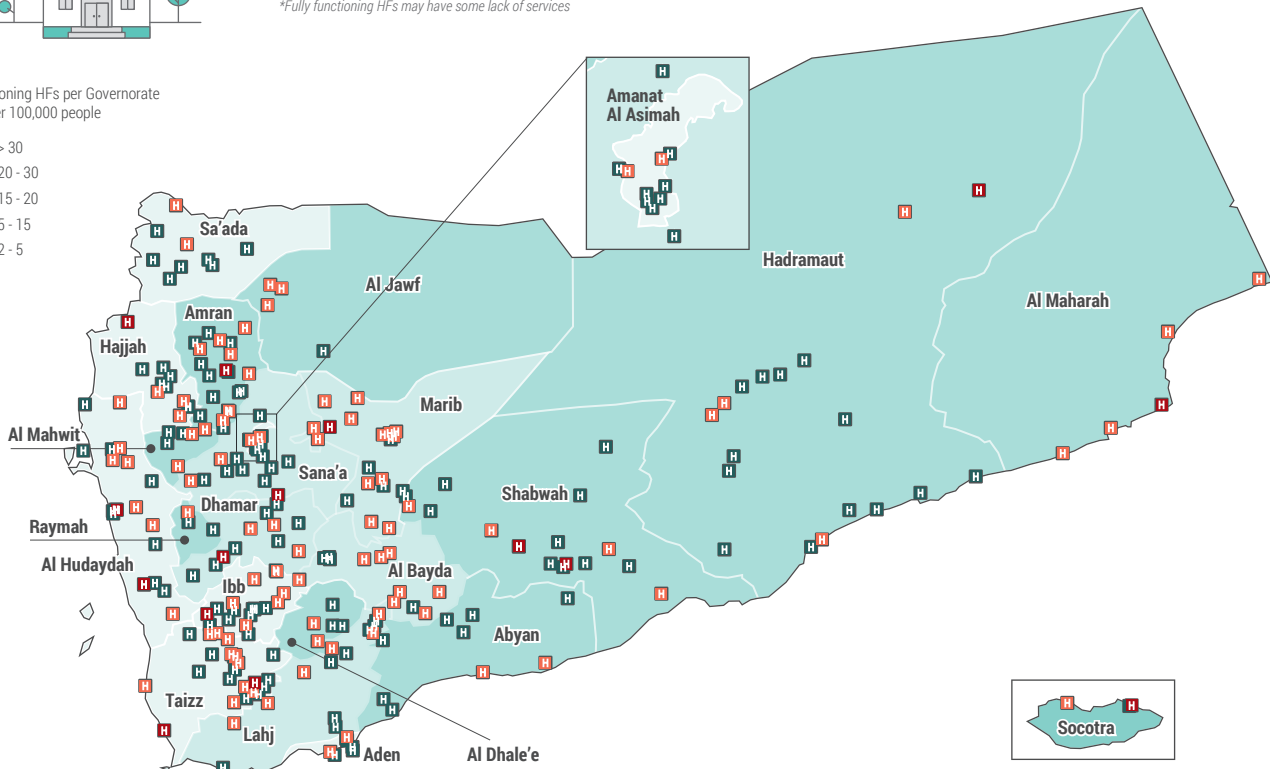 *Fully functioning HFs may have some lack of services
oning HFs per Governorate
er 100,000 people
> 30
20 - 30
15 - 20
5 - 15
2 - 5
Amanat
Al Asimah
Sa’ada
Al Jawf
Hadramaut
Al Maharah
Amran
Hajjah
Marib
Al Mahwit
Sana’a
Shabwah
Dhamar
Raymah
Al Hudaydah
Al Bayda
Ibb
Abyan
Taizz
Lahj
Aden
Al Dhale’e
Socotra